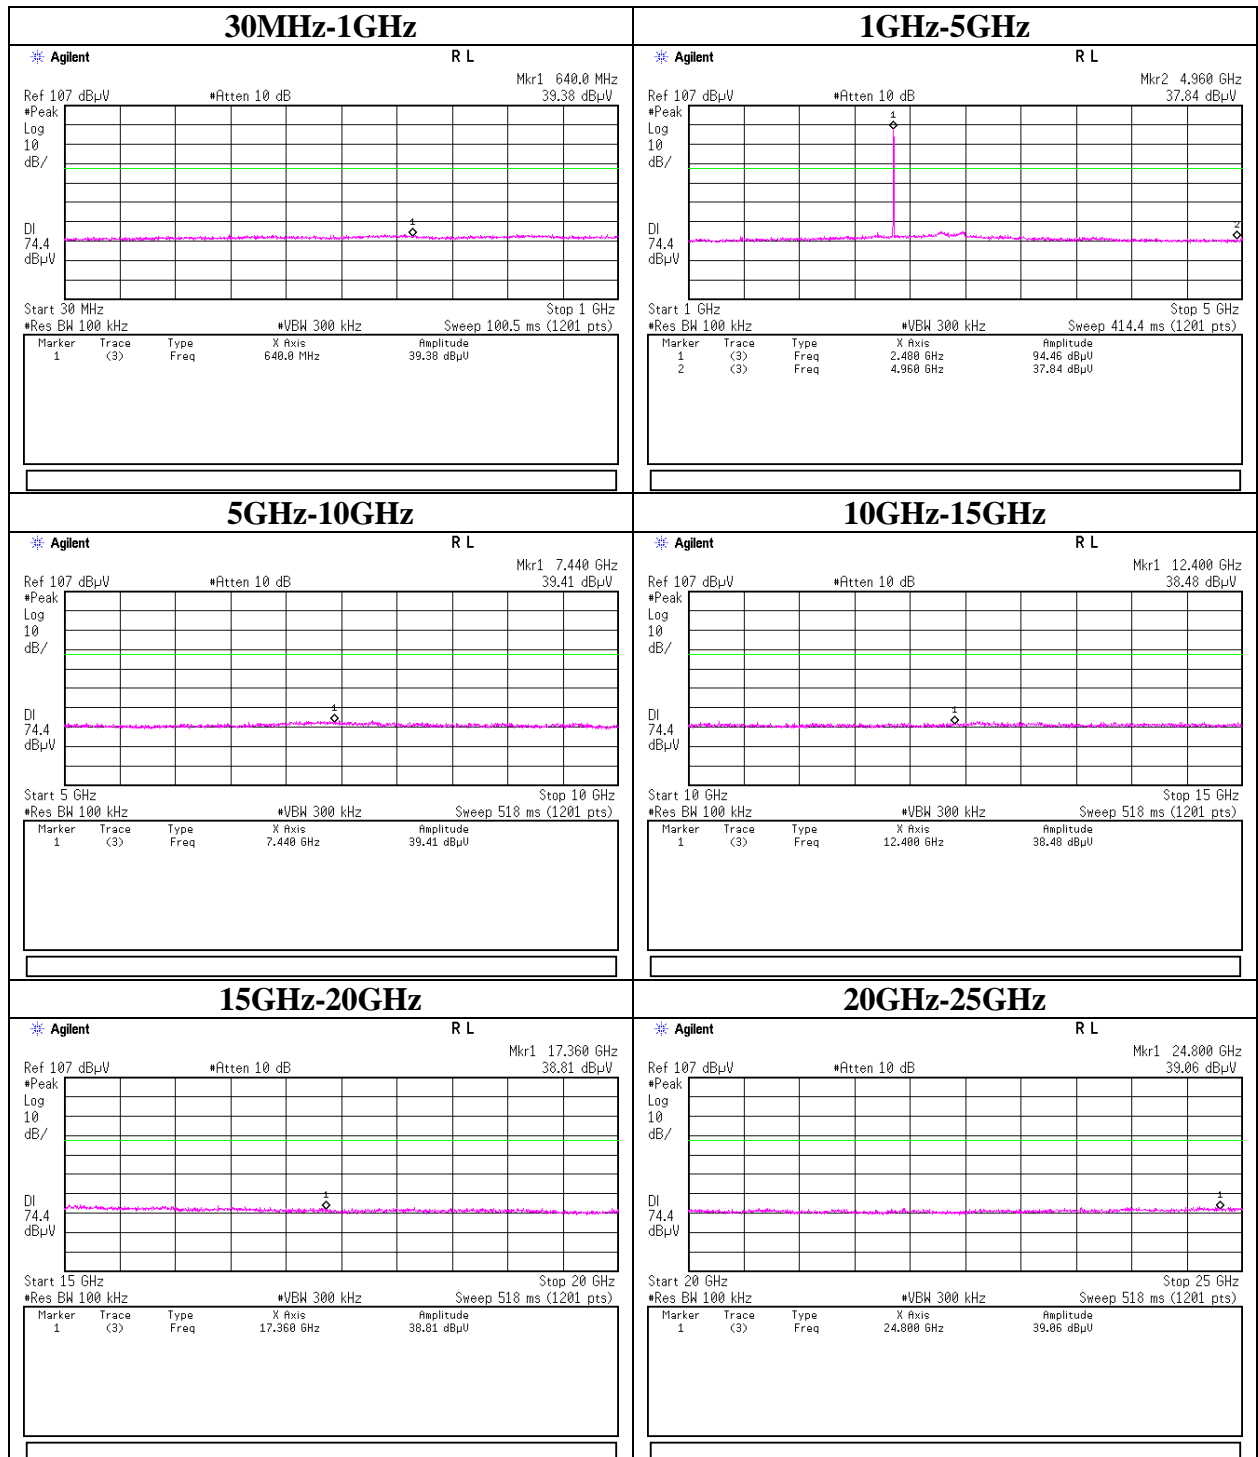 30MHz-1GHz
Agilent R L
Mkr1 640.0 MHz
Ref 107 dBµV #Atten 10 dB 39.38 dBµV
#Peak
Log
10
dB/
1
DI
74.4
dBµV
Start 30 MHz Stop 1 GHz
#Res BW 100 kHz #VBW 300 kHz Sweep 100.5 ms (1201 pts)
Marker Trace Type X Axis Amplitude
1 (3) Freq 640.0 MHz 39.38 dBµV
1GHz-5GHz
Agilent R L
Mkr2 4.960 GHz
Ref 107 dBµV #Atten 10 dB 37.84 dBµV
#Peak
Log
10
dB/
1
2
DI
74.4
dBµV
Start 1 GHz Stop 5 GHz
#Res BW 100 kHz #VBW 300 kHz Sweep 414.4 ms (1201 pts)
Marker Trace Type X Axis Amplitude
1 (3) Freq 2.480 GHz 94.46 dBµV
2 (3) Freq 4.960 GHz 37.84 dBµV
5GHz-10GHz
Agilent R L
Mkr1 7.440 GHz
Ref 107 dBµV #Atten 10 dB 39.41 dBµV
#Peak
Log
10
dB/
1
DI
74.4
dBµV
Start 5 GHz Stop 10 GHz
#Res BW 100 kHz #VBW 300 kHz Sweep 518 ms (1201 pts)
Marker Trace Type X Axis Amplitude
1 (3) Freq 7.440 GHz 39.41 dBµV
10GHz-15GHz
Agilent R L
Mkr1 12.400 GHz
Ref 107 dBµV #Atten 10 dB 38.48 dBµV
#Peak
Log
10
dB/
1
DI
74.4
dBµV
Start 10 GHz Stop 15 GHz
#Res BW 100 kHz #VBW 300 kHz Sweep 518 ms (1201 pts)
Marker Trace Type X Axis Amplitude
1 (3) Freq 12.400 GHz 38.48 dBµV
15GHz-20GHz
Agilent R L
Mkr1 17.360 GHz
Ref 107 dBµV #Atten 10 dB 38.81 dBµV
#Peak
Log
10
dB/
1
DI
74.4
dBµV
Start 15 GHz Stop 20 GHz
#Res BW 100 kHz #VBW 300 kHz Sweep 518 ms (1201 pts)
Marker Trace Type X Axis Amplitude
1 (3) Freq 17.360 GHz 38.81 dBµV
20GHz-25GHz
Agilent R L
Mkr1 24.800 GHz
Ref 107 dBµV #Atten 10 dB 39.06 dBµV
#Peak
Log
10
dB/
1
DI
74.4
dBµV
Start 20 GHz Stop 25 GHz
#Res BW 100 kHz #VBW 300 kHz Sweep 518 ms (1201 pts)
Marker Trace Type X Axis Amplitude
1 (3) Freq 24.800 GHz 39.06 dBµV